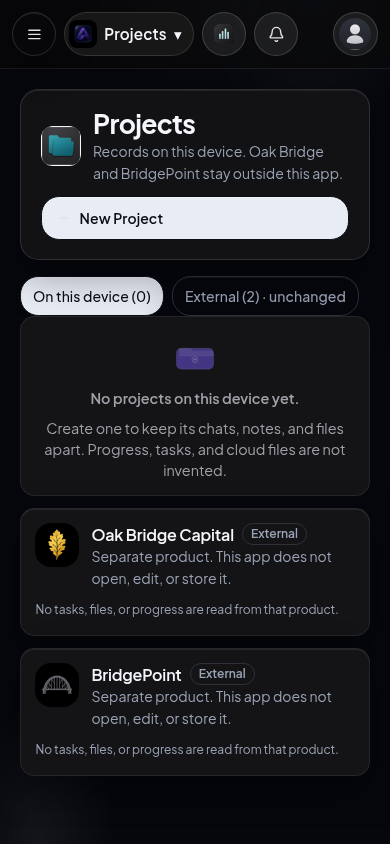 Projects ▾
Projects
Records on this device. Oak Bridge
and BridgePoint stay outside this app.
+ New Project
On this device (0)
External (2) · unchanged
No projects on this device yet.
Create one to keep its chats, notes, and files
apart. Progress, tasks, and cloud files are not
invented.
Oak Bridge Capital External
Separate product. This app does not
open, edit, or store it.
No tasks, files, or progress are read from that product.
BridgePoint External
Separate product. This app does not
open, edit, or store it.
No tasks, files, or progress are read from that product.